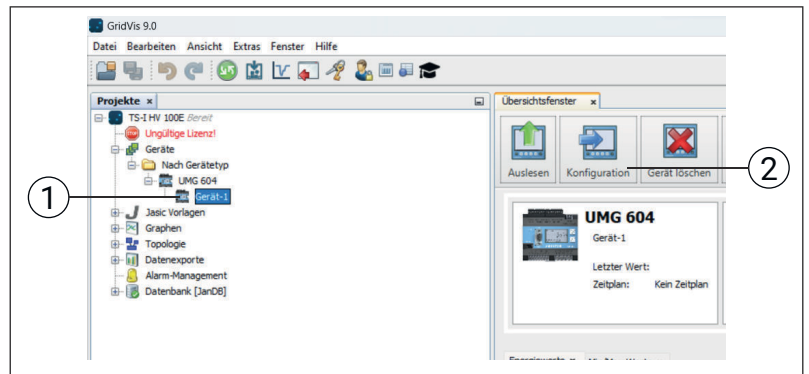 GridVis 9.0
Datei Bearbeiten Ansicht Extras Fenster Hilfe
Projekte
TS-I HV 100E Bereit
Ungültige Lizenz!
Geräte
Nach Gerätetyp
UMG 604
Gerät-1
Jasic Vorlagen
Graphen
Topologie
Datenexporte
Alarm-Management
Datenbank [JanDB]
1
Übersichtsfenster
Auslesen Konfiguration Gerät löschen
2
UMG 604
Gerät-1
Letzter Wert:
Zeitplan: Kein Zeitplan